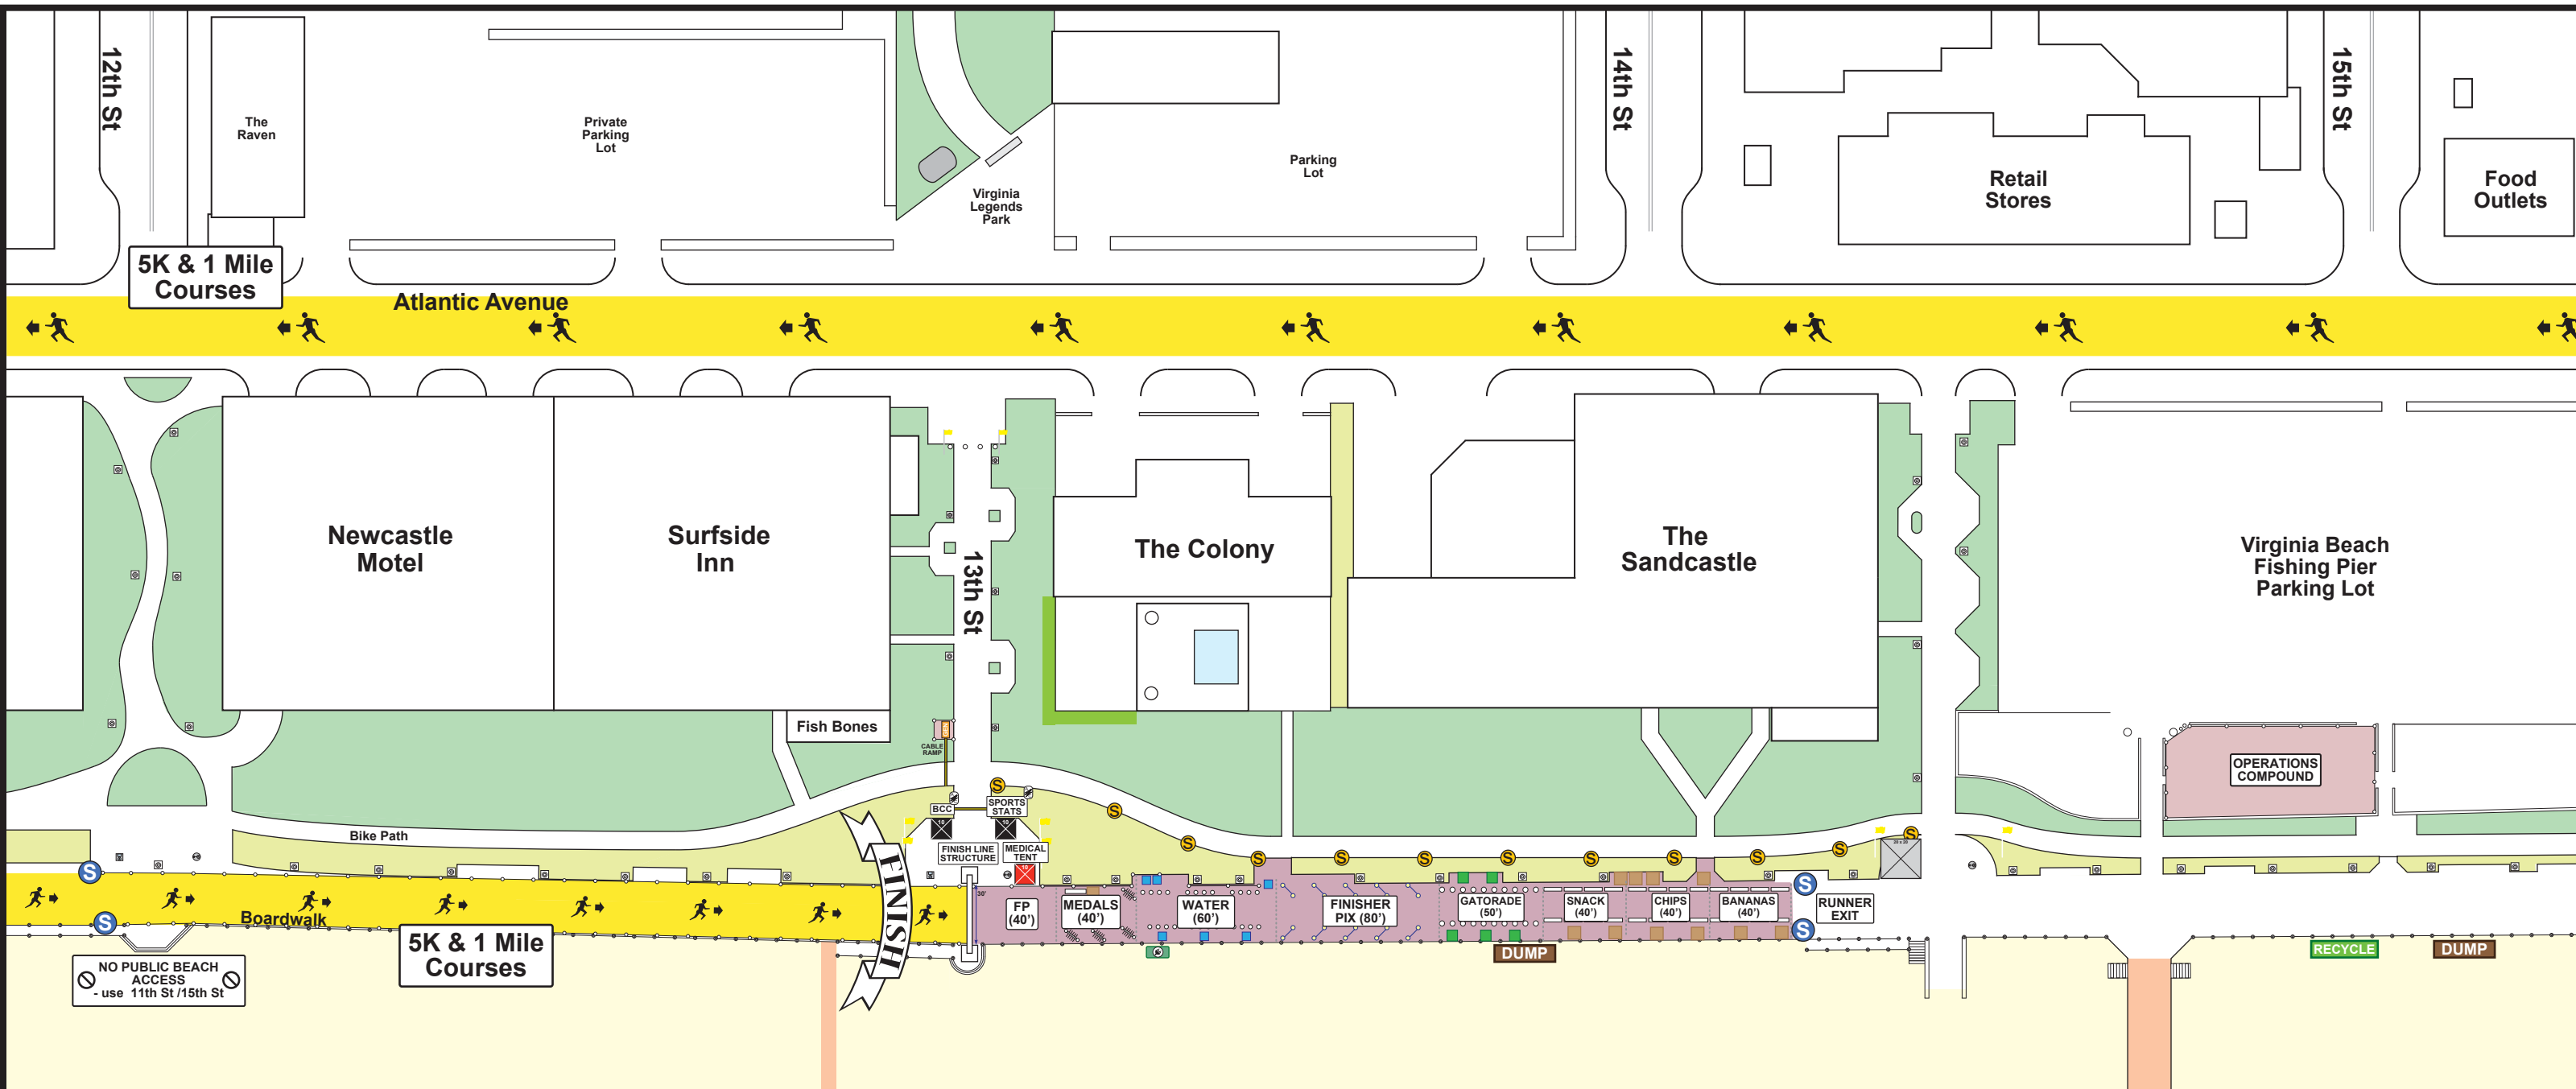 12th St
The
Raven
Private
Parking
Lot
Virginia
Legends
Park
Parking
Lot
14th St
Retail
Stores
15th St
Food
Outlets
5K & 1 Mile
Courses
Atlantic Avenue
Newcastle
Motel
Surfside
Inn
13th St
The Colony
The
Sandcastle
Virginia Beach
Fishing Pier
Parking Lot
Fish Bones
CABLE
RAMP
OPERATIONS
COMPOUND
BCC
SPORTS
STATS
S
S
S
S
S
S
S
S
S
S
S
S
Bike Path
10
10
20 x 20
FINISH LINE
STRUCTURE
MEDICAL
TENT
FINISH
S
S
S
S
Boardwalk
5K & 1 Mile
Courses
30'
FP
(40')
MEDALS
(40')
WATER
(60')
FINISHER
PIX (80')
GATORADE
(50')
SNACK
(40')
CHIPS
(40')
BANANAS
(40')
RUNNER
EXIT
DUMP
RECYCLE
DUMP
NO PUBLIC BEACH
ACCESS
- use 11th St /15th St